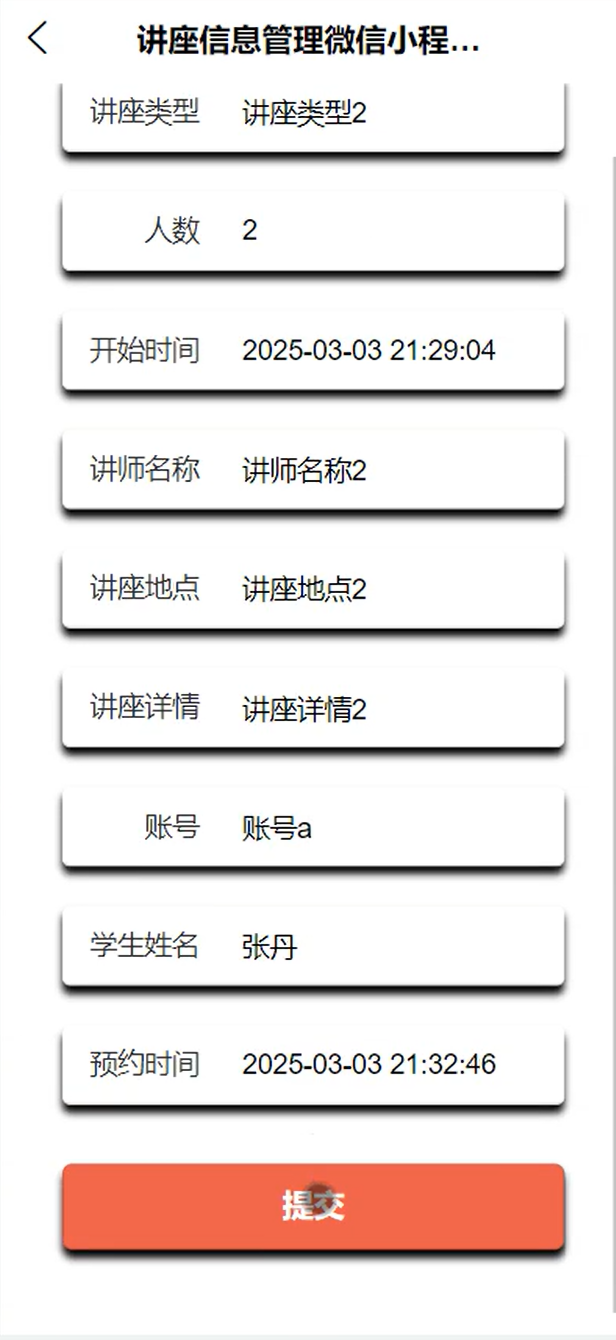 讲座信息管理微信小程...
讲座类型 讲座类型2
人数 2
开始时间 2025-03-03 21:29:04
讲师名称 讲师名称2
讲座地点 讲座地点2
讲座详情 讲座详情2
账号 账号a
学生姓名 张丹
预约时间 2025-03-03 21:32:46
提交